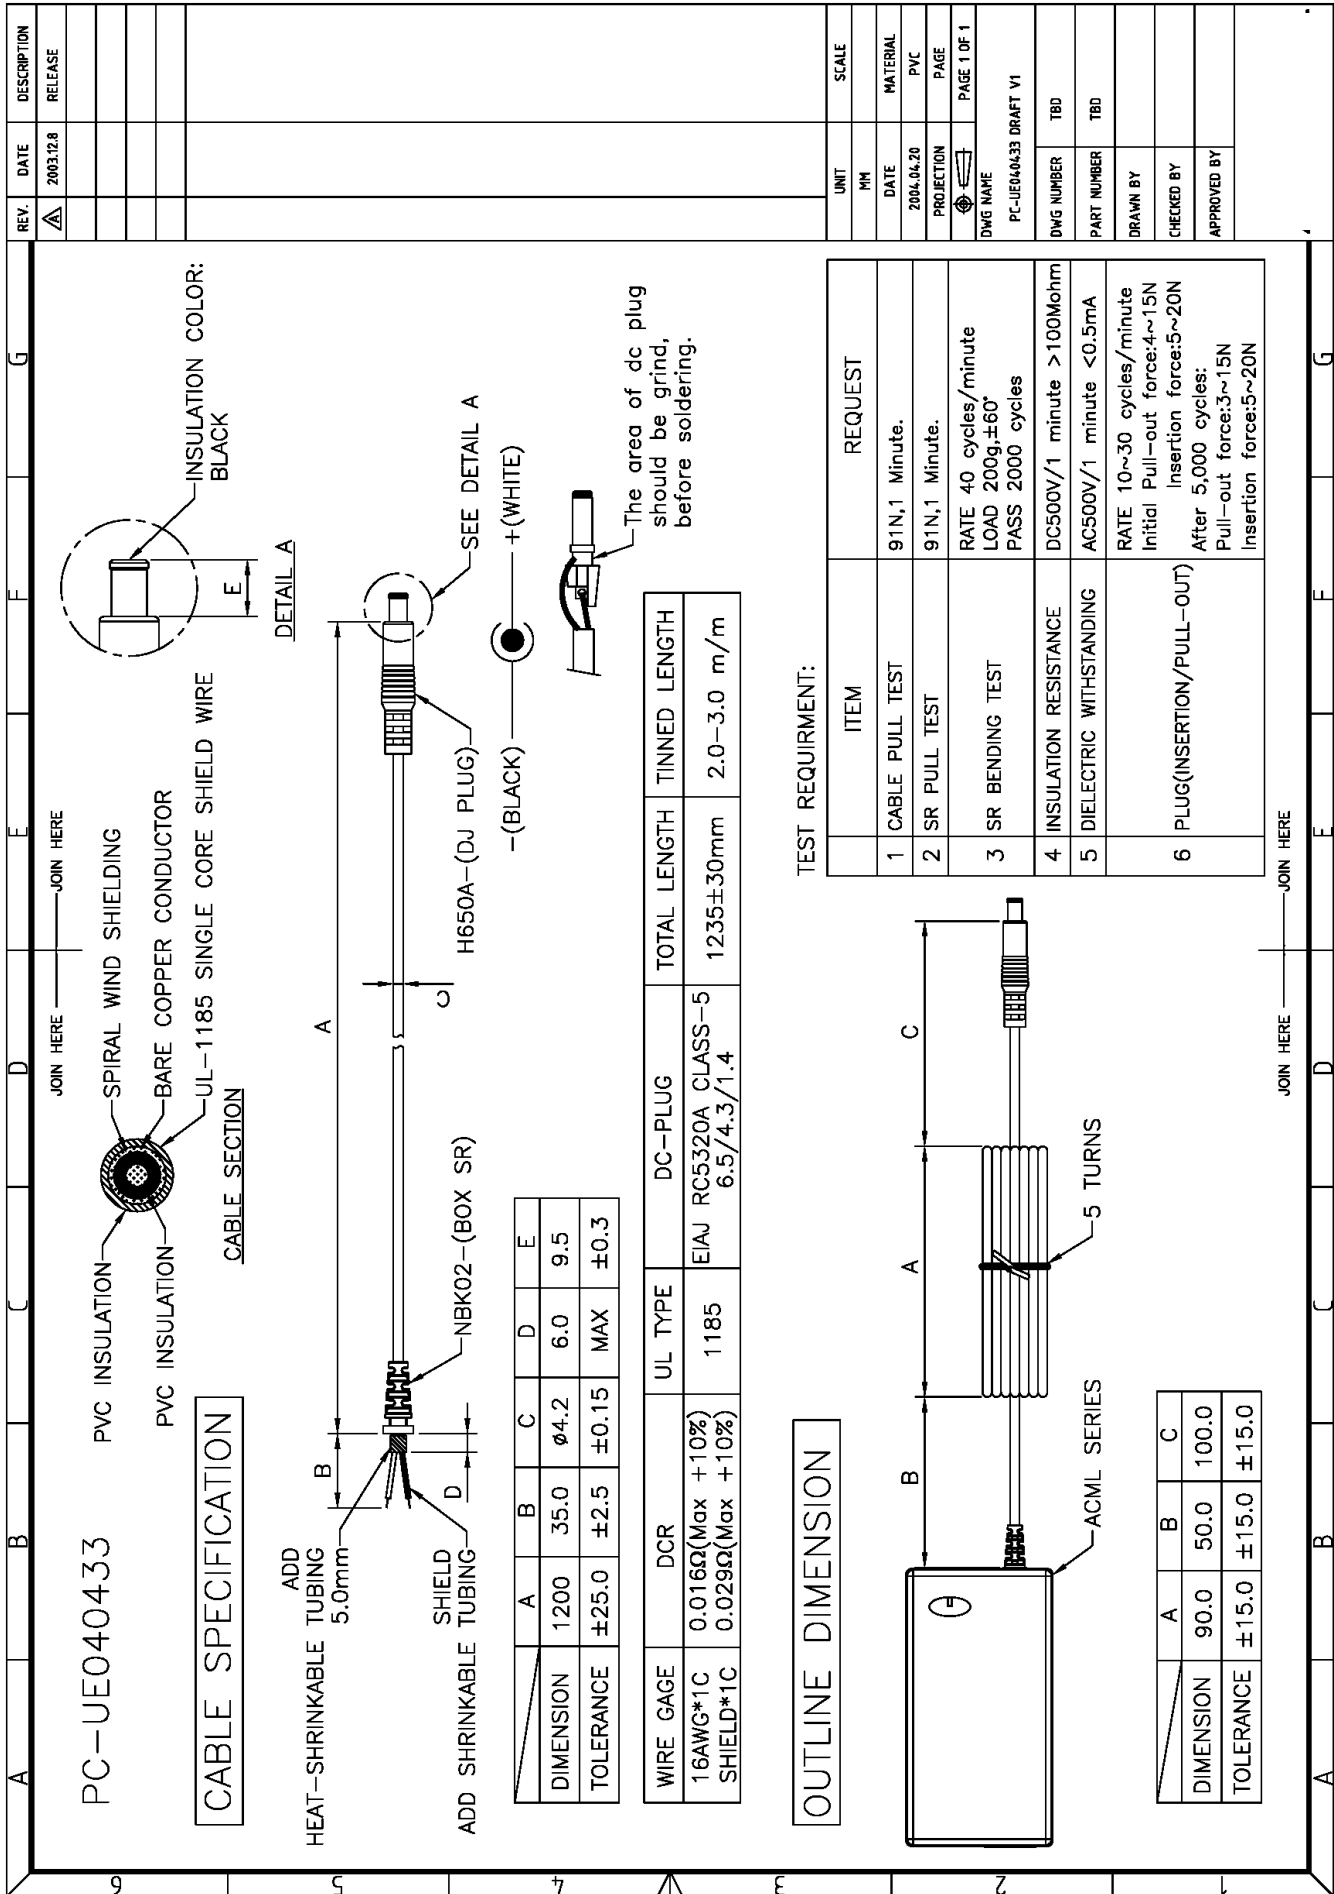 PC-UE040433
CABLE SPECIFICATION
PVC INSULATION
PVC INSULATION
SPIRAL WIND SHIELDING
BARE COPPER CONDUCTOR
UL-1185 SINGLE CORE SHIELD WIRE
CABLE SECTION
JOIN HERE
JOIN HERE
E
DETAIL A
INSULATION COLOR:
BLACK
ADD
HEAT-SHRINKABLE TUBING
5.0mm
SHIELD
ADD SHRINKABLE TUBING
B
D
A
C
NBK02-(BOX SR)
H650A-(DJ PLUG)
SEE DETAIL A
-(BLACK)
+(WHITE)
The area of dc plug
should be grind,
before soldering.
A B C D E
DIMENSION 1200 35.0 ø4.2 6.0 9.5
TOLERANCE ±25.0 ±2.5 ±0.15 MAX ±0.3
WIRE GAGE DCR UL TYPE DC-PLUG TOTAL LENGTH TINNED LENGTH
16AWG*1C 0.016Ω(Max +10%) 1185 EIAJ RC5320A CLASS-5 1235±30mm 2.0-3.0 m/m
SHIELD*1C 0.029Ω(Max +10%) 6.5/4.3/1.4
OUTLINE DIMENSION
B
A
C
5 TURNS
ACML SERIES
A B C
DIMENSION 90.0 50.0 100.0
TOLERANCE ±15.0 ±15.0 ±15.0
TEST REQUIRMENT:
ITEM REQUEST
1 CABLE PULL TEST 91N,1 Minute.
2 SR PULL TEST 91N,1 Minute.
3 SR BENDING TEST RATE 40 cycles/minute
LOAD 200g,±60°
PASS 2000 cycles
4 INSULATION RESISTANCE DC500V/1 minute >100Mohm
5 DIELECTRIC WITHSTANDING AC500V/1 minute <0.5mA
6 PLUG(INSERTION/PULL-OUT) RATE 10~30 cycles/minute
Initial Pull-out force:4~15N
Insertion force:5~20N
After 5,000 cycles:
Pull-out force:3~15N
Insertion force:5~20N
JOIN HERE
JOIN HERE
REV. DATE DESCRIPTION
A 2003.12.8 RELEASE
UNIT SCALE
MM
DATE MATERIAL
2004.04.20 PVC
PROJECTION PAGE
PAGE 1 OF 1
DWG NAME
PC-UE040433 DRAFT V1
DWG NUMBER TBD
PART NUMBER TBD
DRAWN BY
CHECKED BY
APPROVED BY
A B C D E F G
A B C D E F G
6
5
4
3
2
1